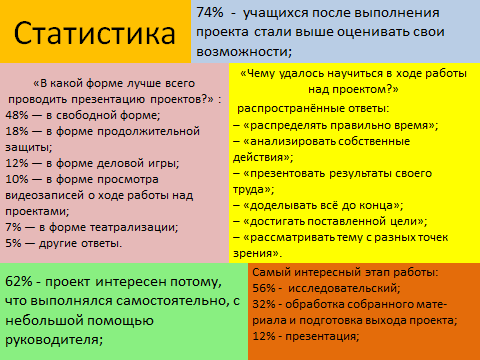 Статистика
74% - учащихся после выполнения
проекта стали выше оценивать свои
возможности;
«В какой форме лучше всего
проводить презентацию проектов?» :
48% — в свободной форме;
18% — в форме продолжительной
защиты;
12% — в форме деловой игры;
10% — в форме просмотра
видеозаписей о ходе работы над
проектами;
7% — в форме театрализации;
5% — другие ответы.
«Чему удалось научиться в ходе работы
над проектом?»
распространённые ответы:
– «распределять правильно время»;
– «анализировать собственные
действия»;
– «презентовать результаты своего
труда»;
– «доделывать всё до конца»;
– «достигать поставленной цели»;
– «рассматривать тему с разных точек
зрения».
62% - проект интересен потому,
что выполнялся самостоятельно, с
небольшой помощью
руководителя;
Самый интересный этап работы:
56% - исследовательский;
32% - обработка собранного мате-
риала и подготовка выхода проекта;
12% - презентация;